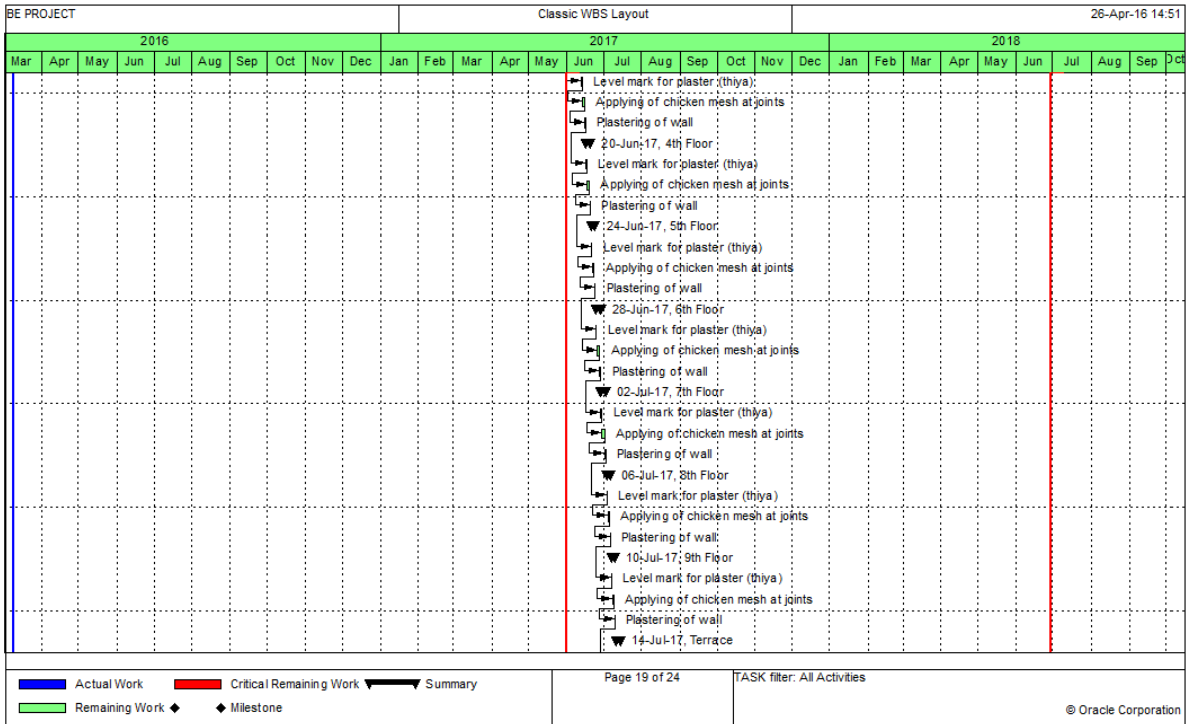 BE PROJECT
Classic WBS Layout
26-Apr-16 14:51
2016 2017 2018
Mar Apr May Jun Jul Aug Sep Oct Nov Dec Jan Feb Mar Apr May Jun Jul Aug Sep Oct Nov Dec Jan Feb Mar Apr May Jun Jul Aug Sep Oct
Level mark for plaster (thiya)
Applying of chicken mesh at joints
Plastering of wall
20-Jun-17, 4th Floor
Level mark for plaster (thiya)
Applying of chicken mesh at joints
Plastering of wall
24-Jun-17, 5th Floor
Level mark for plaster (thiya)
Applying of chicken mesh at joints
Plastering of wall
28-Jun-17, 6th Floor
Level mark for plaster (thiya)
Applying of chicken mesh at joints
Plastering of wall
02-Jul-17, 7th Floor
Level mark for plaster (thiya)
Applying of chicken mesh at joints
Plastering of wall
06-Jul-17, 8th Floor
Level mark for plaster (thiya)
Applying of chicken mesh at joints
Plastering of wall
10-Jul-17, 9th Floor
Level mark for plaster (thiya)
Applying of chicken mesh at joints
Plastering of wall
14-Jul-17, Terrace
Actual Work Critical Remaining Work Summary
Remaining Work Milestone
Page 19 of 24
TASK filter: All Activities
© Oracle Corporation